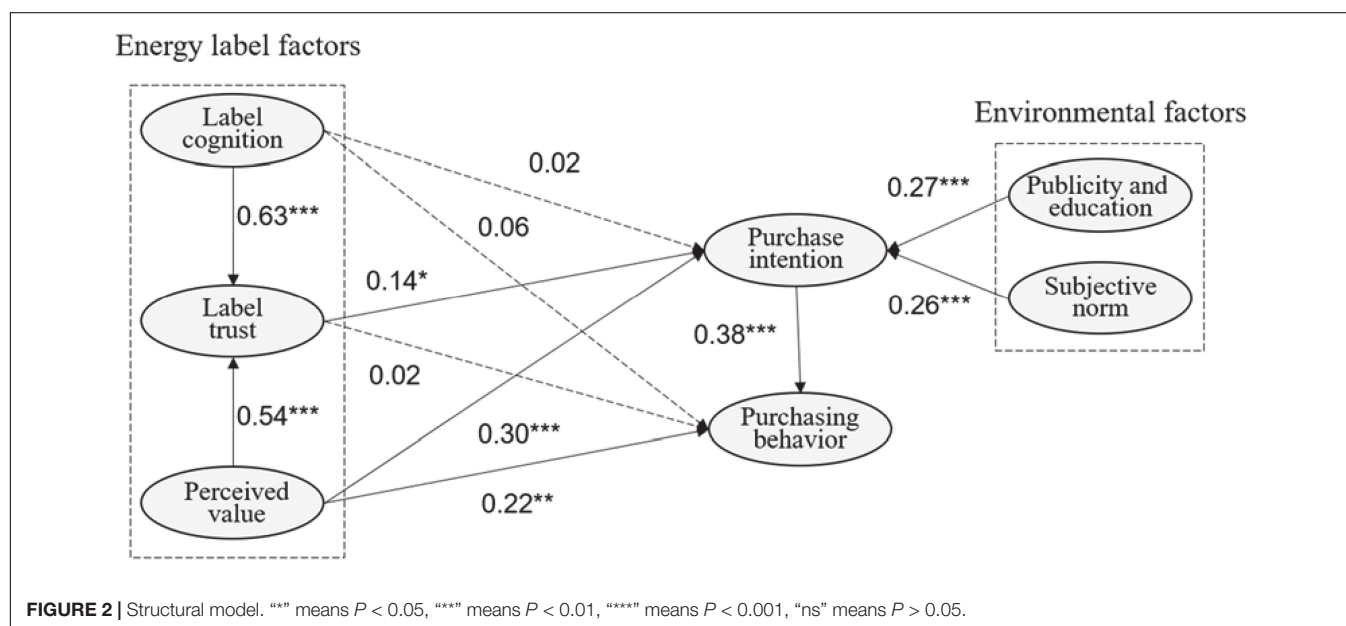 Energy label factors
Label
cognition
0.63***
Label
trust
0.54***
Perceived
value
0.02
0.06
0.14*
0.02
0.30***
0.22**
Purchase
intention
0.38***
Purchasing
behavior
Environmental factors
0.27***
Publicity and
education
0.26***
Subjective
norm
FIGURE 2 | Structural model. “*” means P < 0.05, “**” means P < 0.01, “***” means P < 0.001, “ns” means P > 0.05.